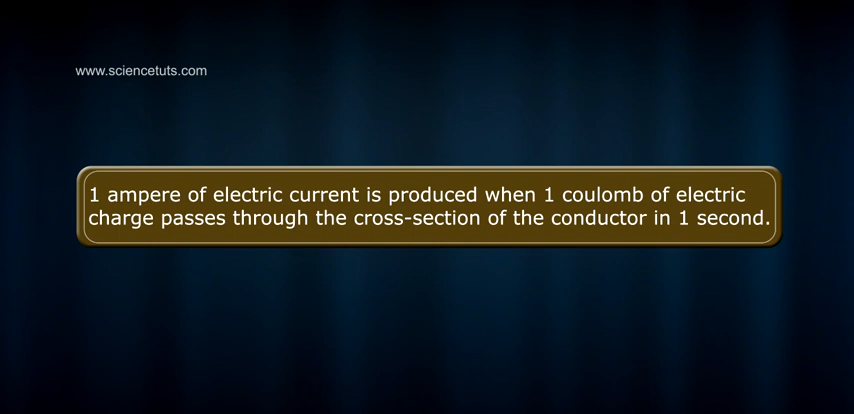 www.sciencetuts.com
1 ampere of electric current is produced when 1 coulomb of electric
charge passes through the cross-section of the conductor in 1 second.